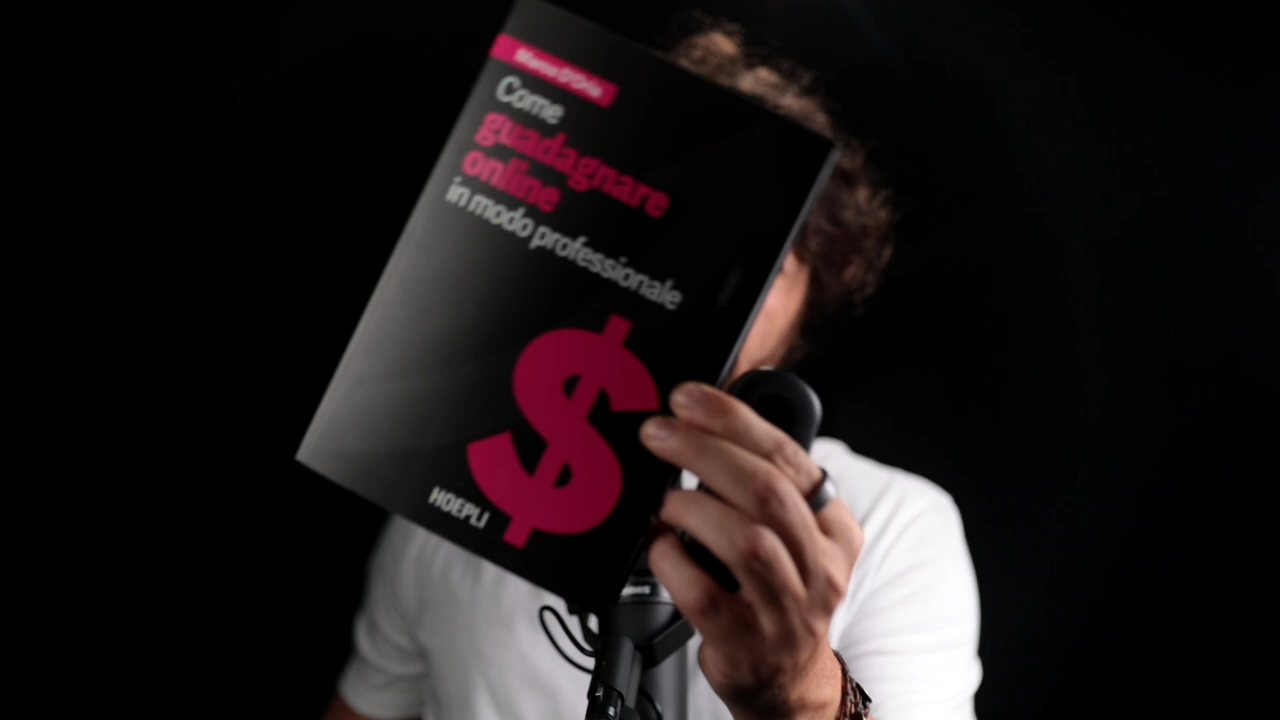 Come
guadagnare
online
in modo professionale
HOEPLI